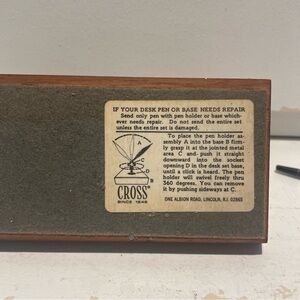 IF YOUR DESK PEN OR BASE NEEDS REPAIR
Send only pen with pen holder or base which-
ever needs repair. Do not send the entire set
unless the entire set is damaged.
To place the pen holder as-
sembly A into the base B firm-
ly grasp it at the jointed metal
area C and push it straight
downward into the socket
opening D in the desk set base,
until a click is heard. The pen
holder will swivel freely thru
360 degrees. You can remove
it by pushing sideways at C.
A
C
D
B
CROSS®
SINCE 1846
ONE ALBION ROAD, LINCOLN, R.I. 02865